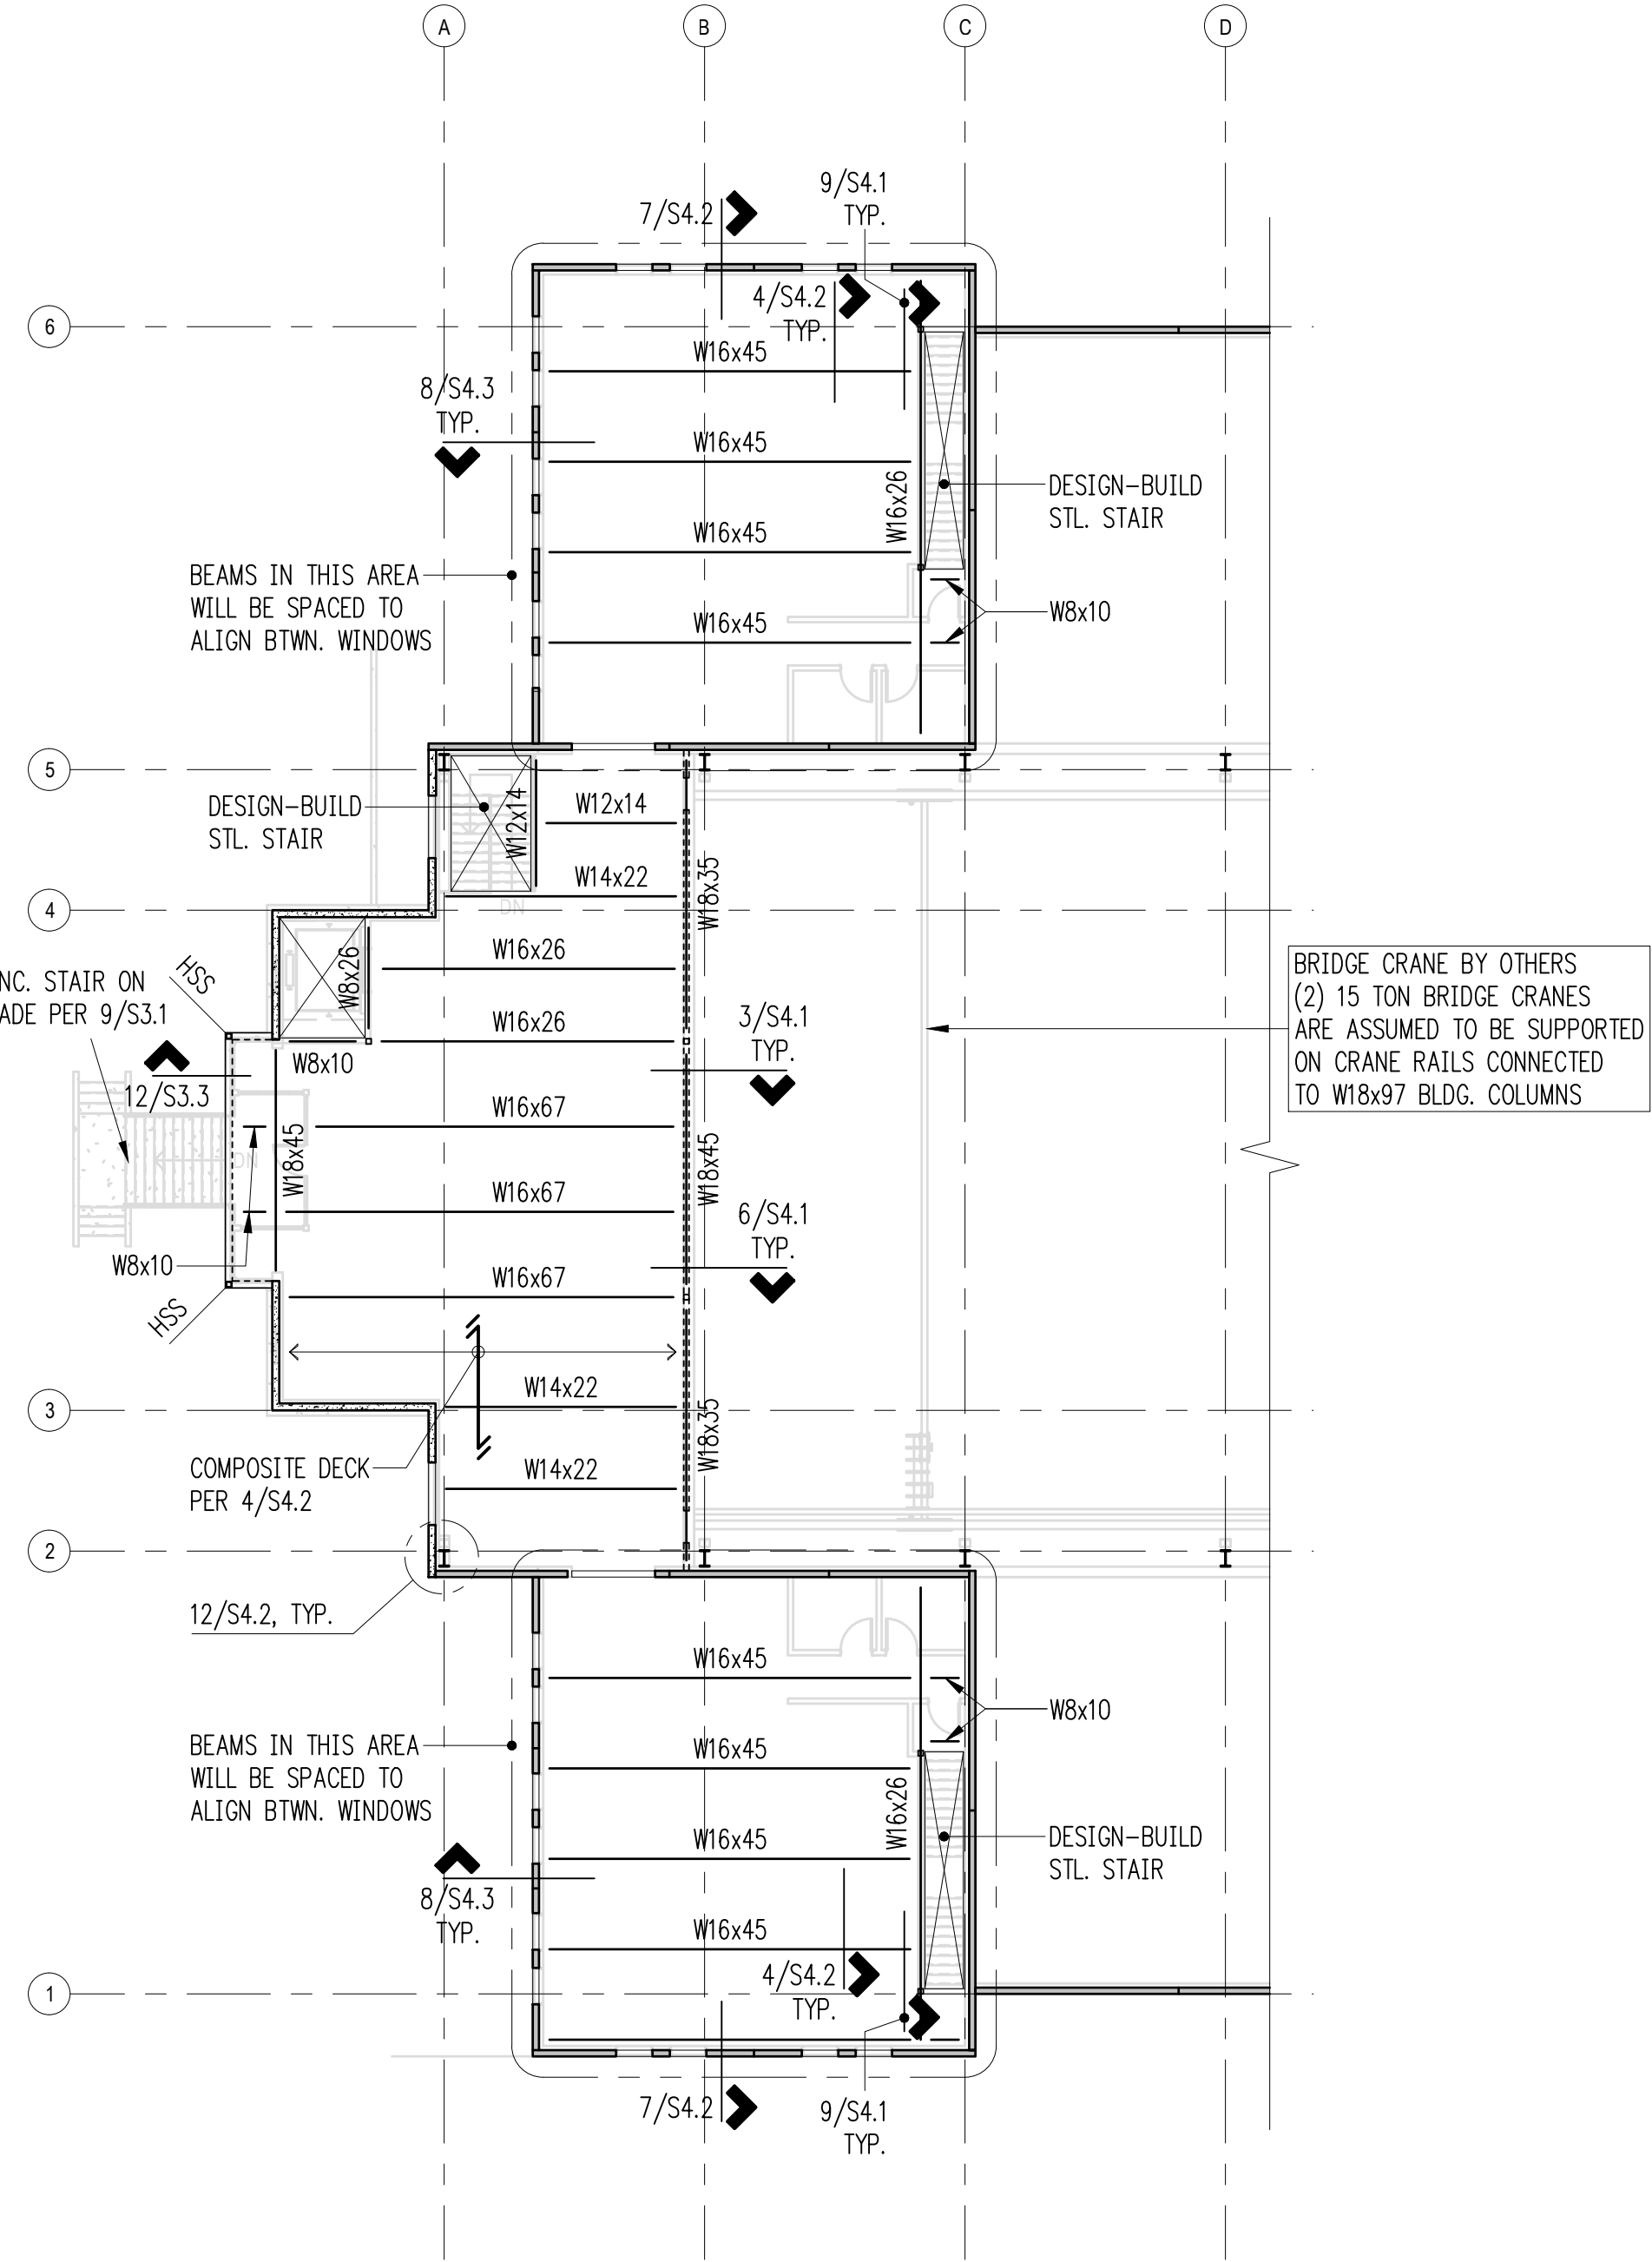 A
B
C
D
9/S4.1
TYP.
7/S4.2
4/S4.2
TYP.
6
W16x45
8/S4.3
TYP.
W16x45
W16x26
DESIGN-BUILD
STL. STAIR
W16x45
BEAMS IN THIS AREA
WILL BE SPACED TO
ALIGN BTWN. WINDOWS
W8x10
W16x45
5
DESIGN-BUILD
STL. STAIR
W12x14
W12x14
W14x22
W18x35
DN
4
W16x26
W8x26
HSS
NC. STAIR ON
ADE PER 9/S3.1
BRIDGE CRANE BY OTHERS
(2) 15 TON BRIDGE CRANES
ARE ASSUMED TO BE SUPPORTED
ON CRANE RAILS CONNECTED
TO W18x97 BLDG. COLUMNS
W16x26
3/S4.1
TYP.
W8x10
12/S3.3
W16x67
W18x45
DN
W18x45
W16x67
6/S4.1
TYP.
W8x10
W16x67
HSS
W14x22
3
W18x35
COMPOSITE DECK
PER 4/S4.2
W14x22
2
12/S4.2, TYP.
W16x45
W8x10
BEAMS IN THIS AREA
WILL BE SPACED TO
ALIGN BTWN. WINDOWS
W16x45
W16x26
W16x45
DESIGN-BUILD
STL. STAIR
8/S4.3
TYP.
W16x45
4/S4.2
TYP.
1
7/S4.2
9/S4.1
TYP.